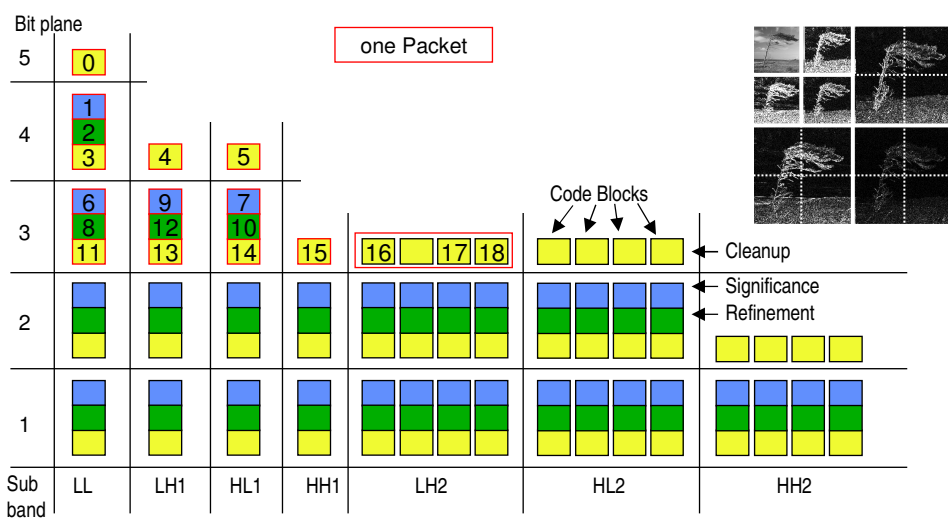 Bit plane
one Packet
5
0
1
4
2
3
4
5
3
6
9
7
8
12
10
11
13
14
15
16
17
18
Code Blocks
Cleanup
Significance
2
Refinement
1
Sub band
LL
LH1
HL1
HH1
LH2
HL2
HH2